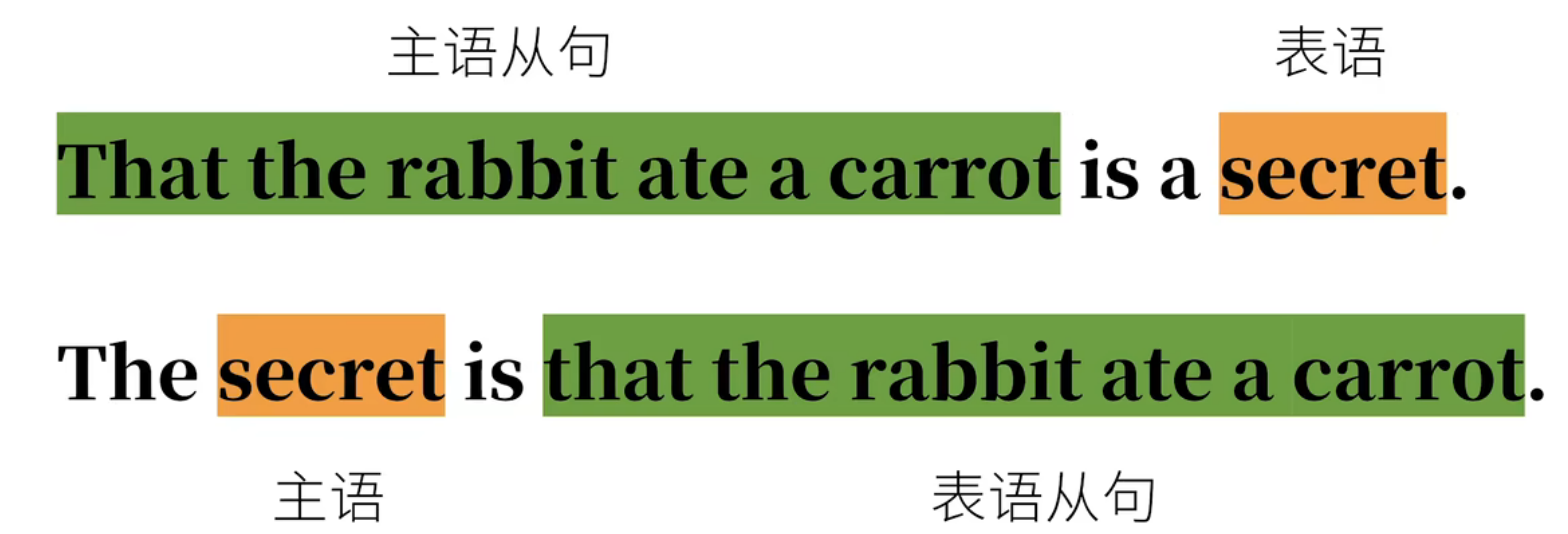 主语从句 表语
That the rabbit ate a carrot is a secret.
The secret is that the rabbit ate a carrot.
主语 表语从句